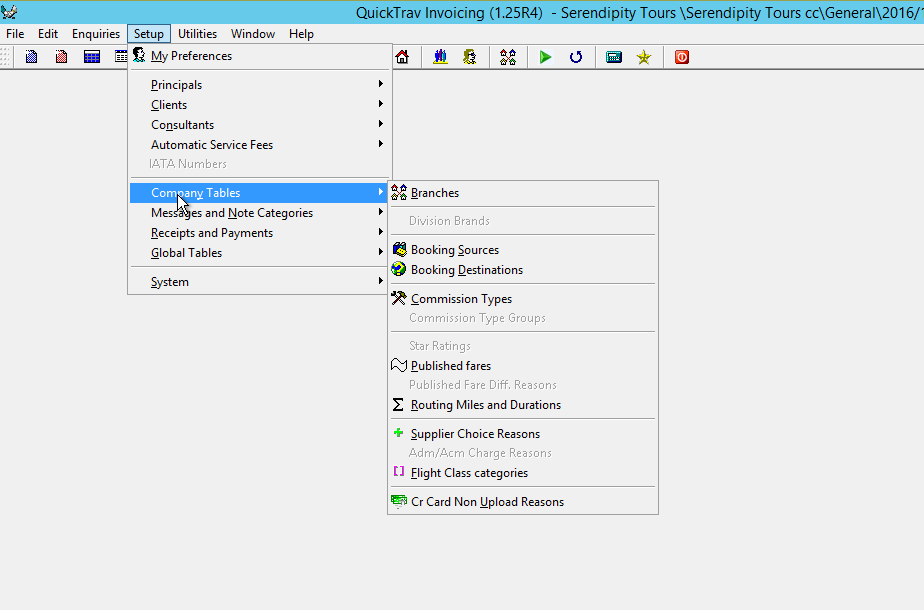 QuickTrav Invoicing (1.25R4) - Serendipity Tours \Serendipity Tours cc\General\2016/
File Edit Enquiries Setup Utilities Window Help
My Preferences
Principals
Clients
Consultants
Automatic Service Fees
IATA Numbers
Company Tables
Messages and Note Categories
Receipts and Payments
Global Tables
System
Branches
Division Brands
Booking Sources
Booking Destinations
Commission Types
Commission Type Groups
Star Ratings
Published fares
Published Fare Diff. Reasons
Routing Miles and Durations
Supplier Choice Reasons
Adm/Acm Charge Reasons
Flight Class categories
Cr Card Non Upload Reasons